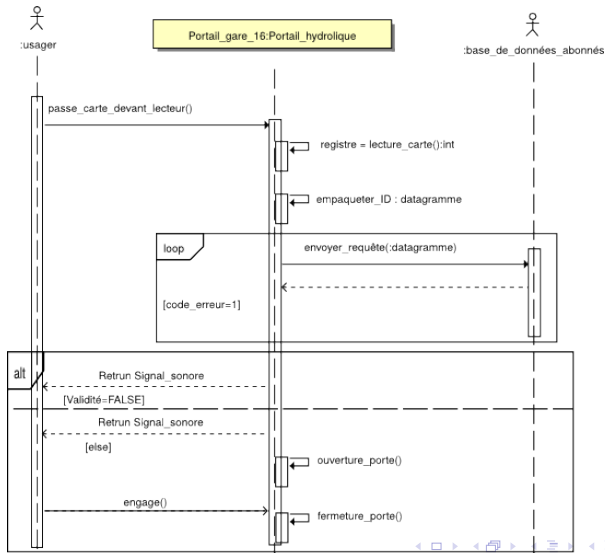 :usager
Portail_gare_16:Portail_hydrolique
:base_de_données_abonnés
passe_carte_devant_lecteur()
registre = lecture_carte():int
empaqueter_ID : datagramme
loop
envoyer_requête(:datagramme)
[code_erreur=1]
alt
Retrun Signal_sonore
[Validité=FALSE]
Retrun Signal_sonore
[else]
ouverture_porte()
engage()
fermeture_porte()